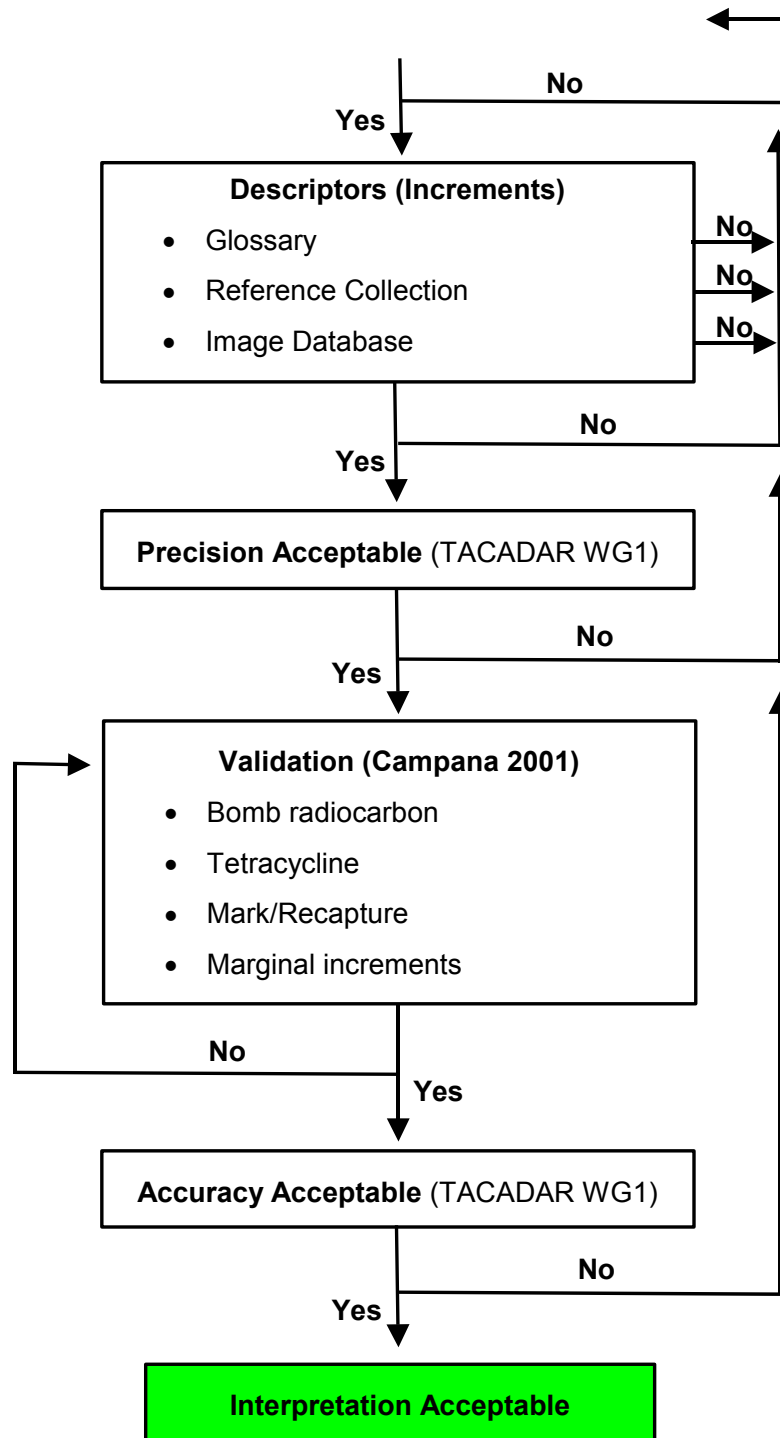 No
Yes
Descriptors (Increments)
• Glossary
No
• Reference Collection
No
• Image Database
No
No
Yes
Precision Acceptable (TACADAR WG1)
No
Yes
Validation (Campana 2001)
• Bomb radiocarbon
• Tetracycline
• Mark/Recapture
• Marginal increments
No
Yes
Accuracy Acceptable (TACADAR WG1)
No
Yes
Interpretation Acceptable